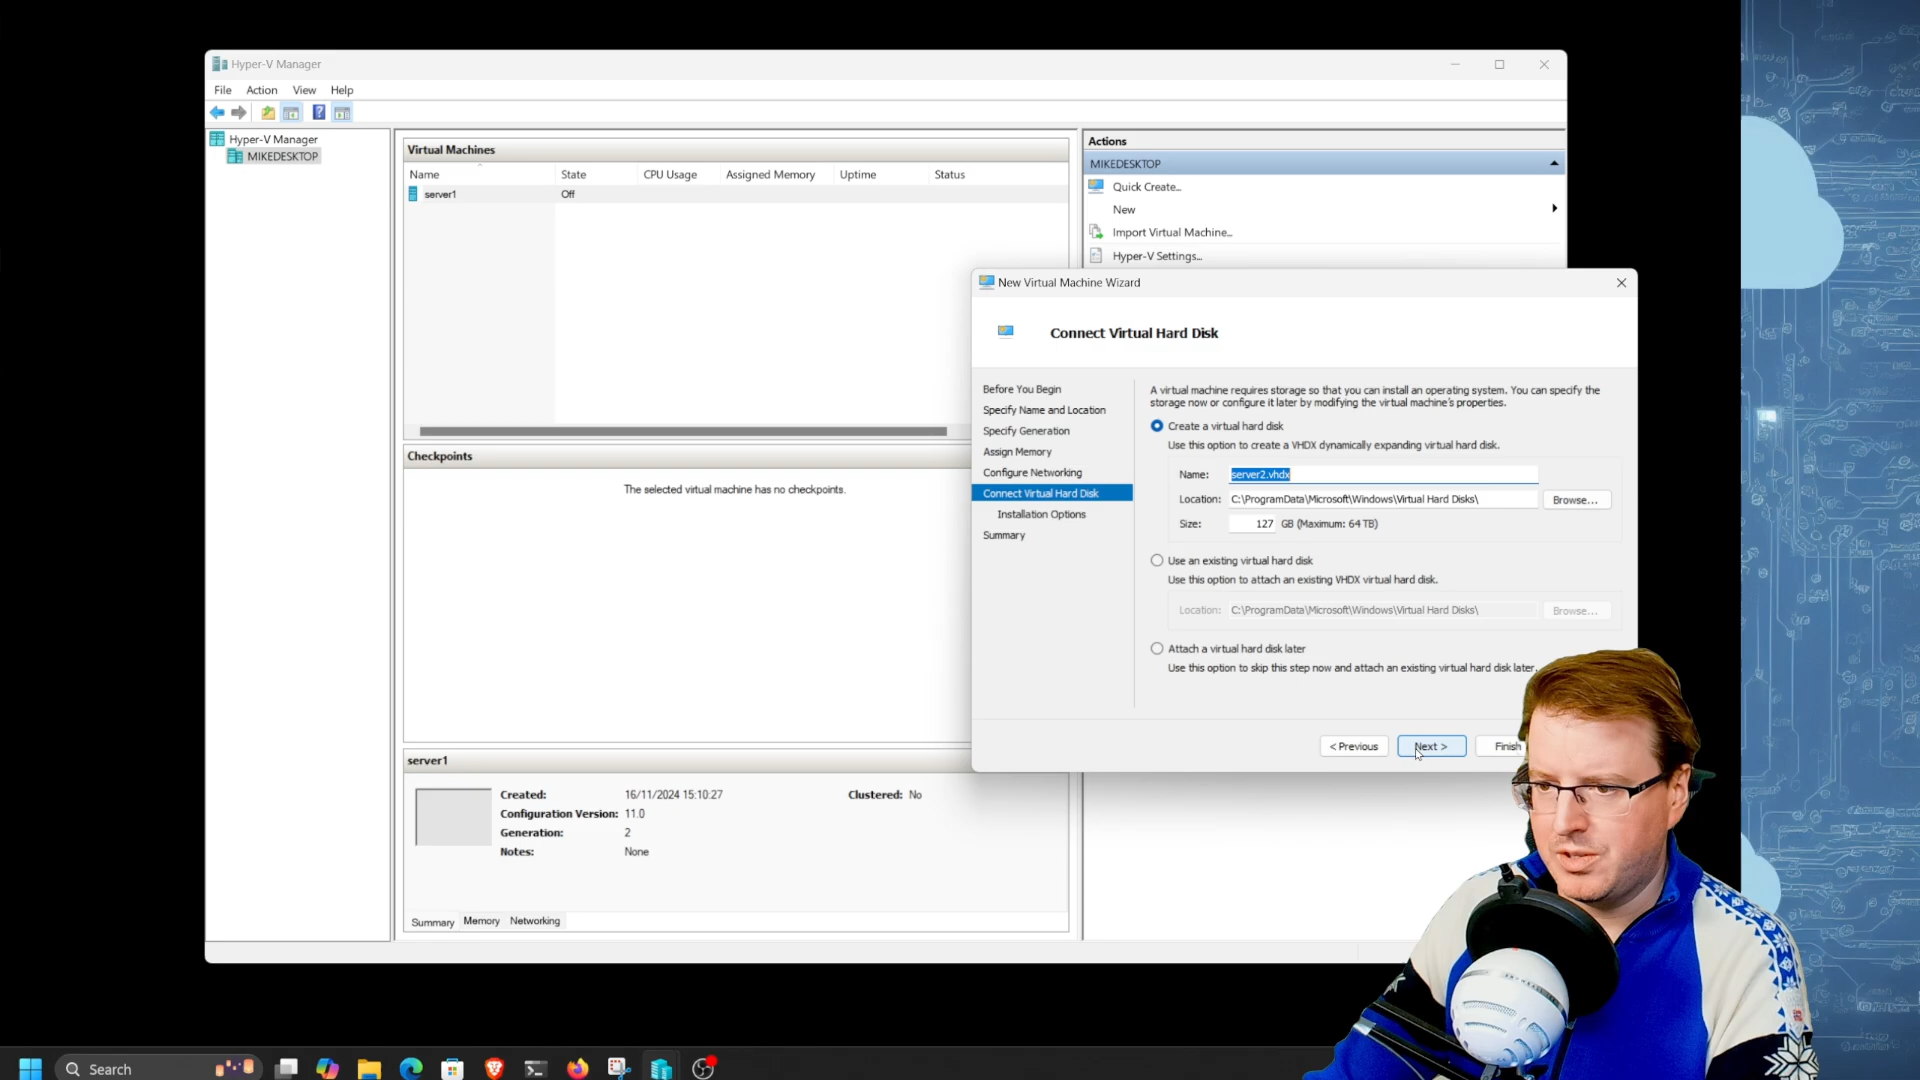 Hyper-V Manager
File Action View Help
Hyper-V Manager
MIKEDESKTOP
Virtual Machines
Name State CPU Usage Assigned Memory Uptime Status
server1 Off
Checkpoints
The selected virtual machine has no checkpoints.
server1
Created: 16/11/2024 15:10:27 Clustered: No
Configuration Version: 11.0
Generation: 2
Notes: None
Summary Memory Networking
Actions
MIKEDESKTOP
Quick Create...
New
Import Virtual Machine...
Hyper-V Settings...
New Virtual Machine Wizard
Connect Virtual Hard Disk
Before You Begin
Specify Name and Location
Specify Generation
Assign Memory
Configure Networking
Connect Virtual Hard Disk
Installation Options
Summary
A virtual machine requires storage so that you can install an operating system. You can specify the
storage now or configure it later by modifying the virtual machine's properties.
Create a virtual hard disk
Use this option to create a VHDX dynamically expanding virtual hard disk.
Name: server2.vhdx
Location: C:\ProgramData\Microsoft\Windows\Virtual Hard Disks\ Browse...
Size: 127 GB (Maximum: 64 TB)
Use an existing virtual hard disk
Use this option to attach an existing VHDX virtual hard disk.
Location: C:\ProgramData\Microsoft\Windows\Virtual Hard Disks\ Browse...
Attach a virtual hard disk later
Use this option to skip this step now and attach an existing virtual hard disk later.
< Previous Next > Finish
Search